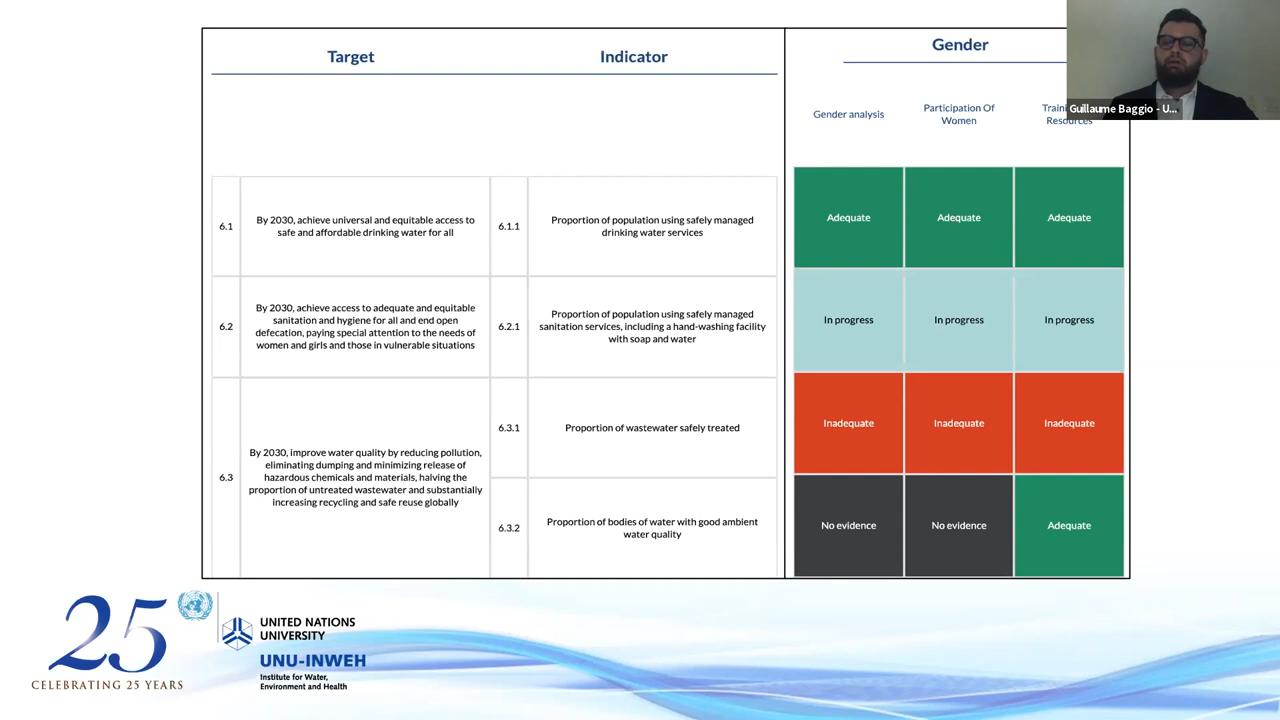 Target
Indicator
Gender
Gender analysis
Participation Of
Women
Resources
Guillaume Baggio - U...
6.1
By 2030, achieve universal and equitable access to
safe and affordable drinking water for all
6.1.1
Proportion of population using safely managed
drinking water services
Adequate
Adequate
Adequate
6.2
By 2030, achieve access to adequate and equitable
sanitation and hygiene for all and end open
defecation, paying special attention to the needs of
women and girls and those in vulnerable situations
6.2.1
Proportion of population using safely managed
sanitation services, including a hand-washing facility
with soap and water
In progress
In progress
In progress
6.3
By 2030, improve water quality by reducing pollution,
eliminating dumping and minimizing release of
hazardous chemicals and materials, halving the
proportion of untreated wastewater and substantially
increasing recycling and safe reuse globally
6.3.1
Proportion of wastewater safely treated
Inadequate
Inadequate
Inadequate
6.3.2
Proportion of bodies of water with good ambient
water quality
No evidence
No evidence
Adequate
25
CELEBRATING 25 YEARS
UNITED NATIONS
UNIVERSITY
UNU-INWEH
Institute for Water,
Environment and Health